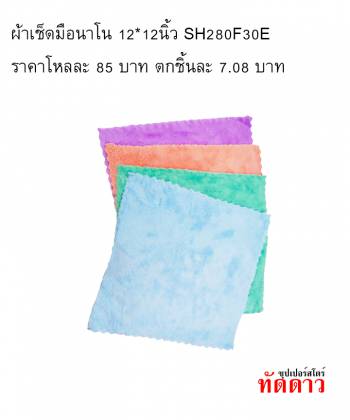 ผ้าเช็ดมือนาโน 12*12นิ้ว SH280F30E
ราคาโหลละ 85 บาท ตกชิ้นละ 7.08 บาท
ซุปเปอร์สโตร์
ทัดดาว